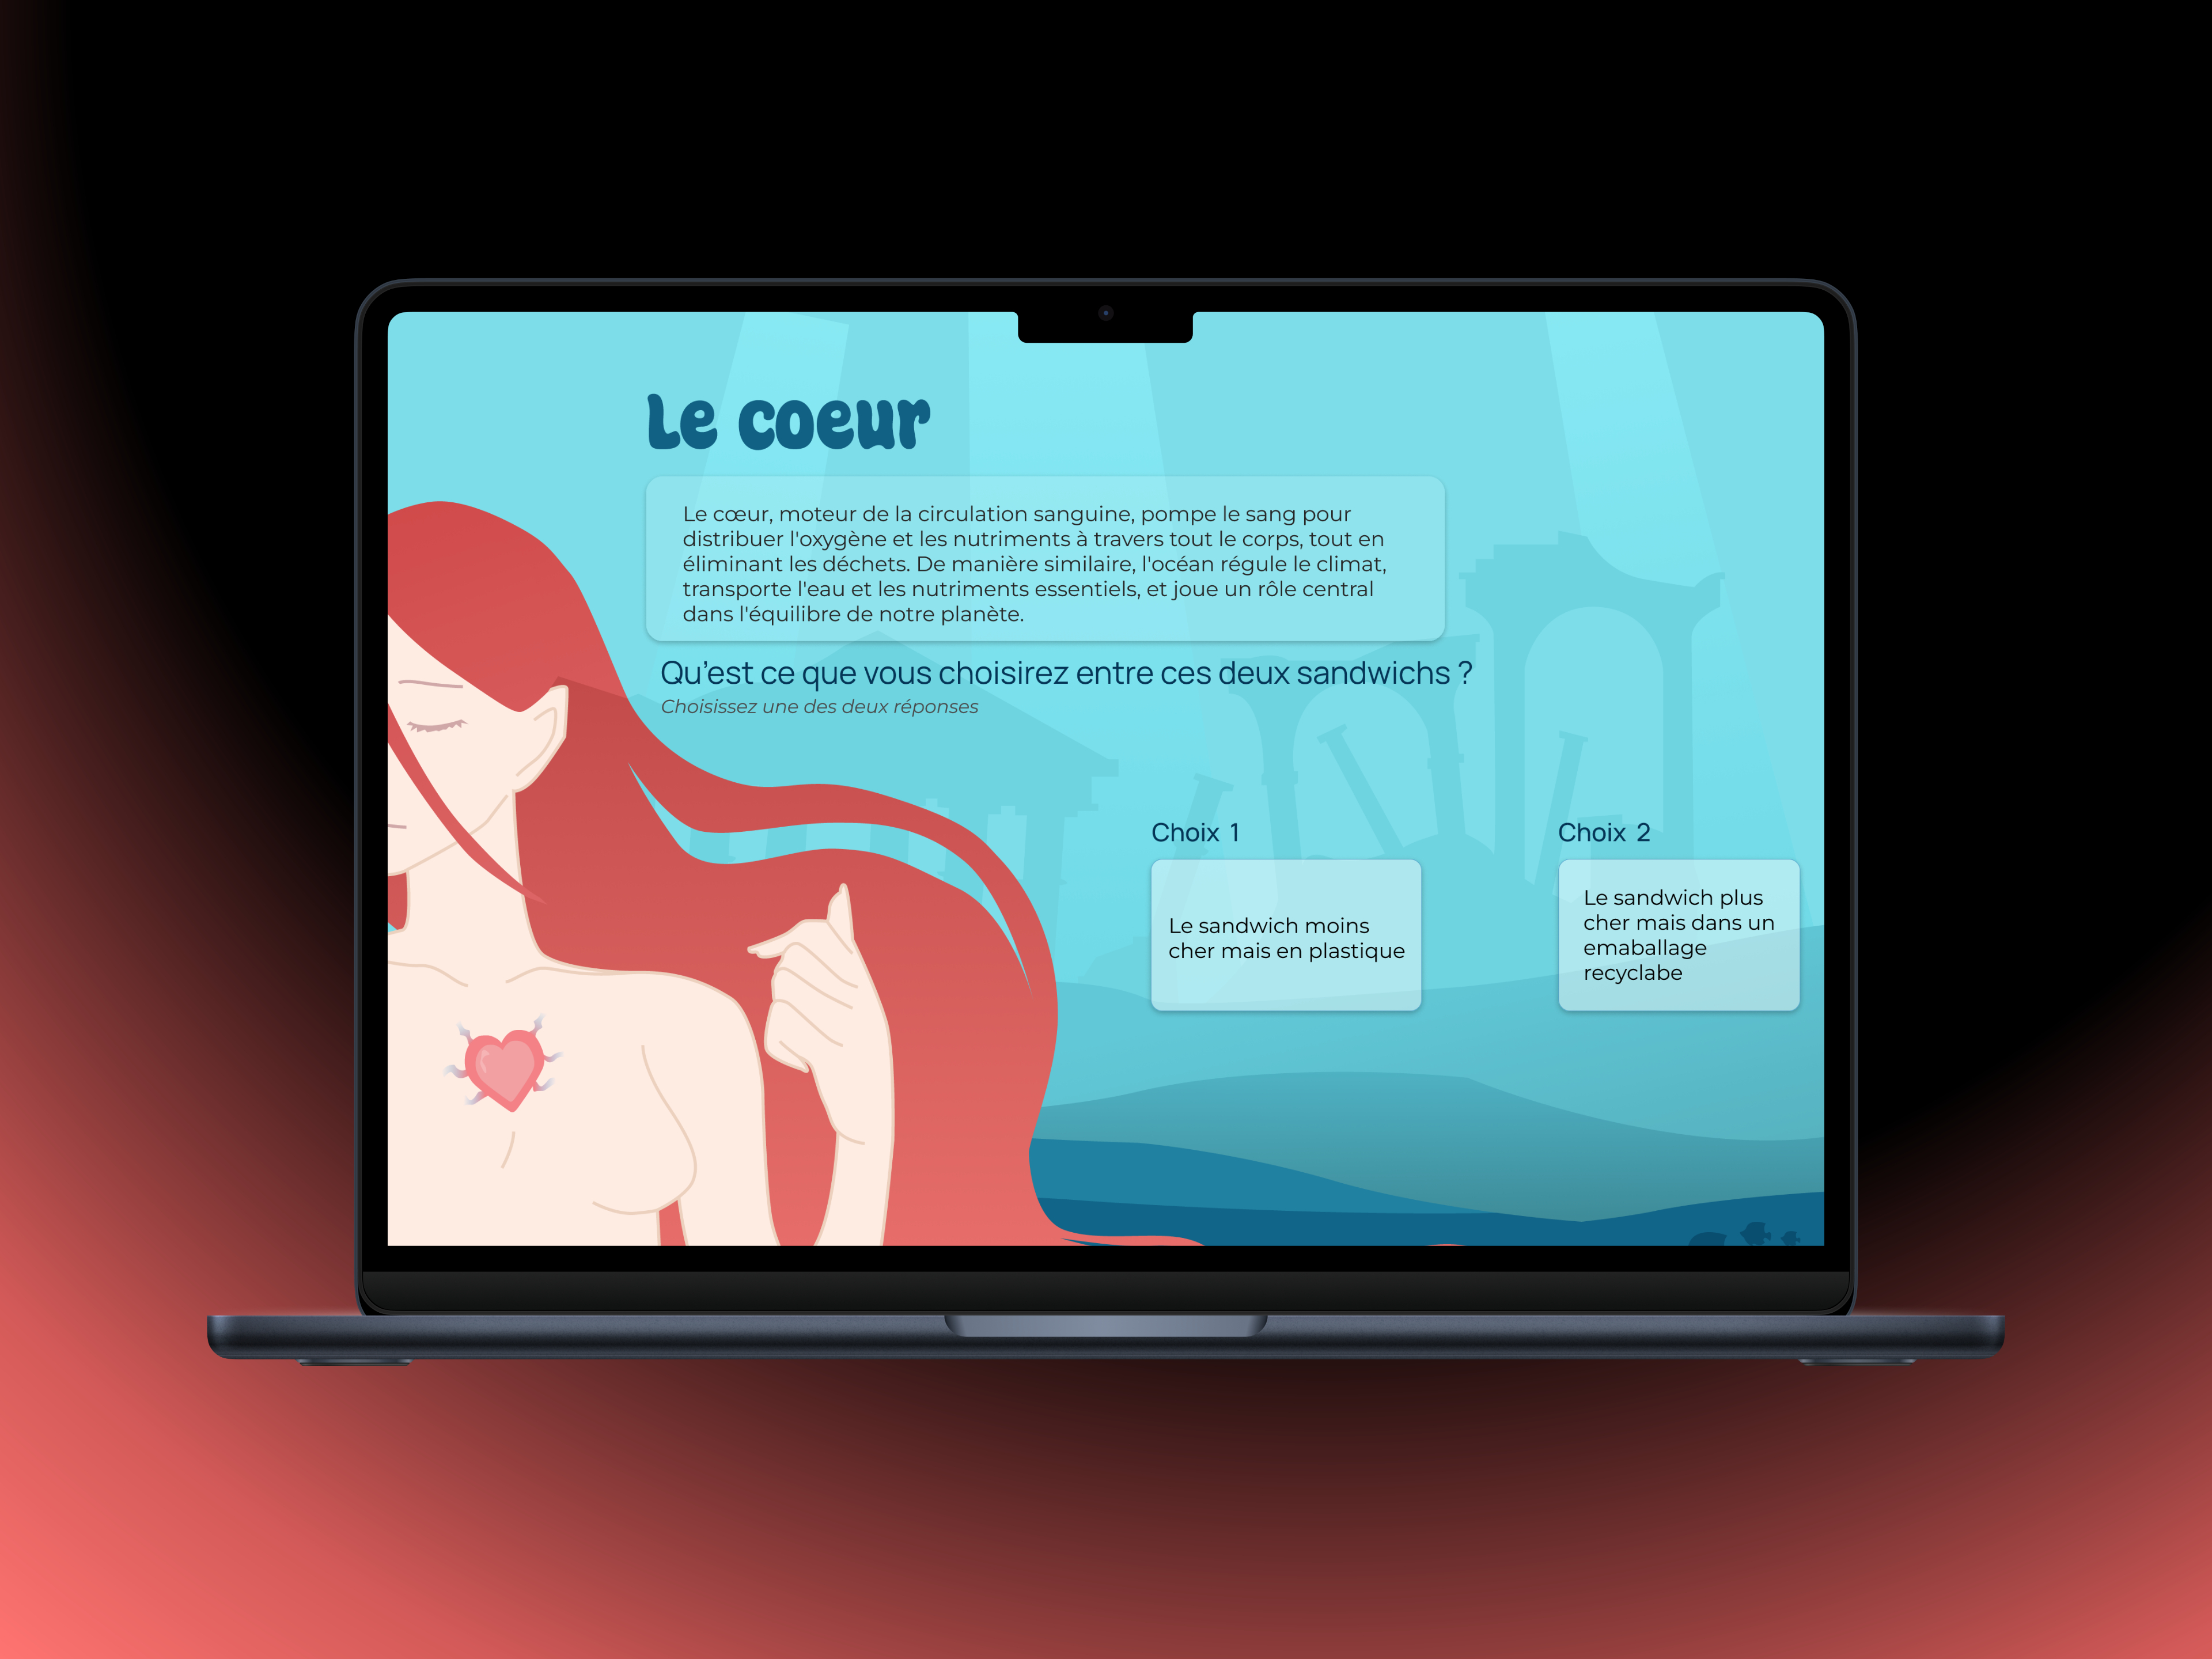 Le coeur
Le cœur, moteur de la circulation sanguine, pompe le sang pour
distribuer l'oxygène et les nutriments à travers tout le corps, tout en
éliminant les déchets. De manière similaire, l'océan régule le climat,
transporte l'eau et les nutriments essentiels, et joue un rôle central
dans l'équilibre de notre planète.
Qu'est ce que vous choisirez entre ces deux sandwichs ?
Choisissez une des deux réponses
Choix 1
Le sandwich moins
cher mais en plastique
Choix 2
Le sandwich plus
cher mais dans un
emaballage
recyclabe